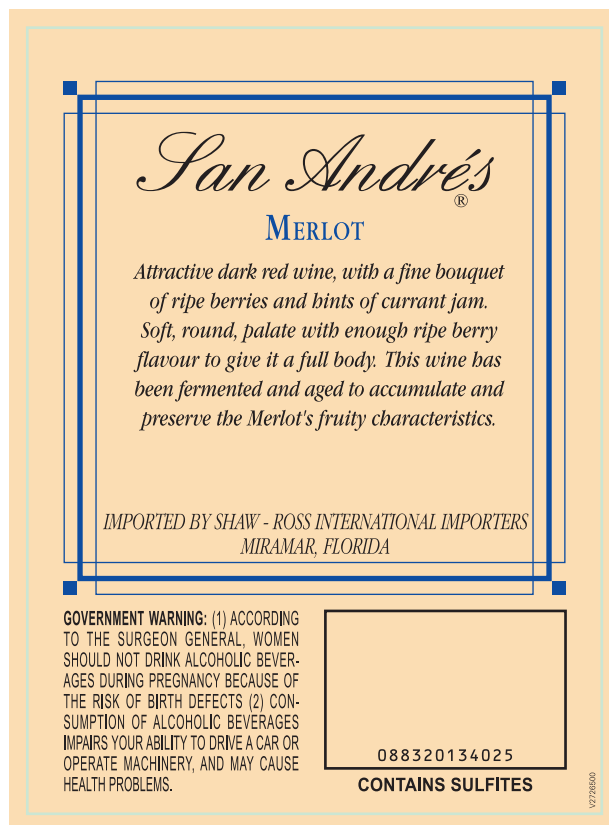 San Andrés
®
MERLOT
Attractive dark red wine, with a fine bouquet
of ripe berries and hints of currant jam.
Soft, round, palate with enough ripe berry
flavour to give it a full body. This wine has
been fermented and aged to accumulate and
preserve the Merlot's fruity characteristics.
IMPORTED BY SHAW - ROSS INTERNATIONAL IMPORTERS
MIRAMAR, FLORIDA
GOVERNMENT WARNING: (1) ACCORDING
TO THE SURGEON GENERAL, WOMEN
SHOULD NOT DRINK ALCOHOLIC BEVER-
AGES DURING PREGNANCY BECAUSE OF
THE RISK OF BIRTH DEFECTS (2) CON-
SUMPTION OF ALCOHOLIC BEVERAGES
IMPAIRS YOUR ABILITY TO DRIVE A CAR OR
OPERATE MACHINERY, AND MAY CAUSE
HEALTH PROBLEMS.
088320134025
CONTAINS SULFITES
V2726500